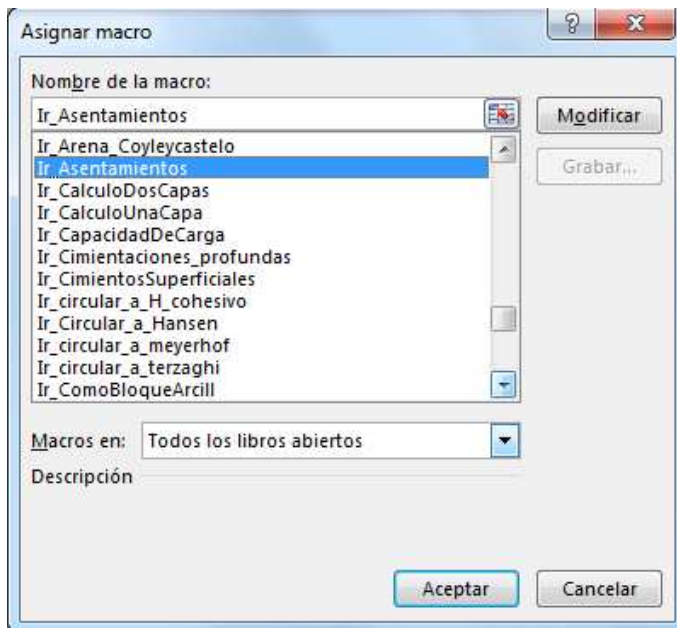 Asignar macro
Nombre de la macro:
Ir_Asentamientos
Modificar
Ir_Arena_Coyleycastelo
Ir_Asentamientos
Grabar...
Ir_CalculoDosCapas
Ir_CalculoUnaCapa
Ir_CapacidadDeCarga
Ir_Cimientaciones_profundas
Ir_CimientosSuperficiales
Ir_circular_a_H_cohesivo
Ir_Circular_a_Hansen
Ir_circular_a_meyerhof
Ir_circular_a_terzaghi
Ir_ComoBloqueArcill
Macros en: Todos los libros abiertos
Descripción
Aceptar Cancelar